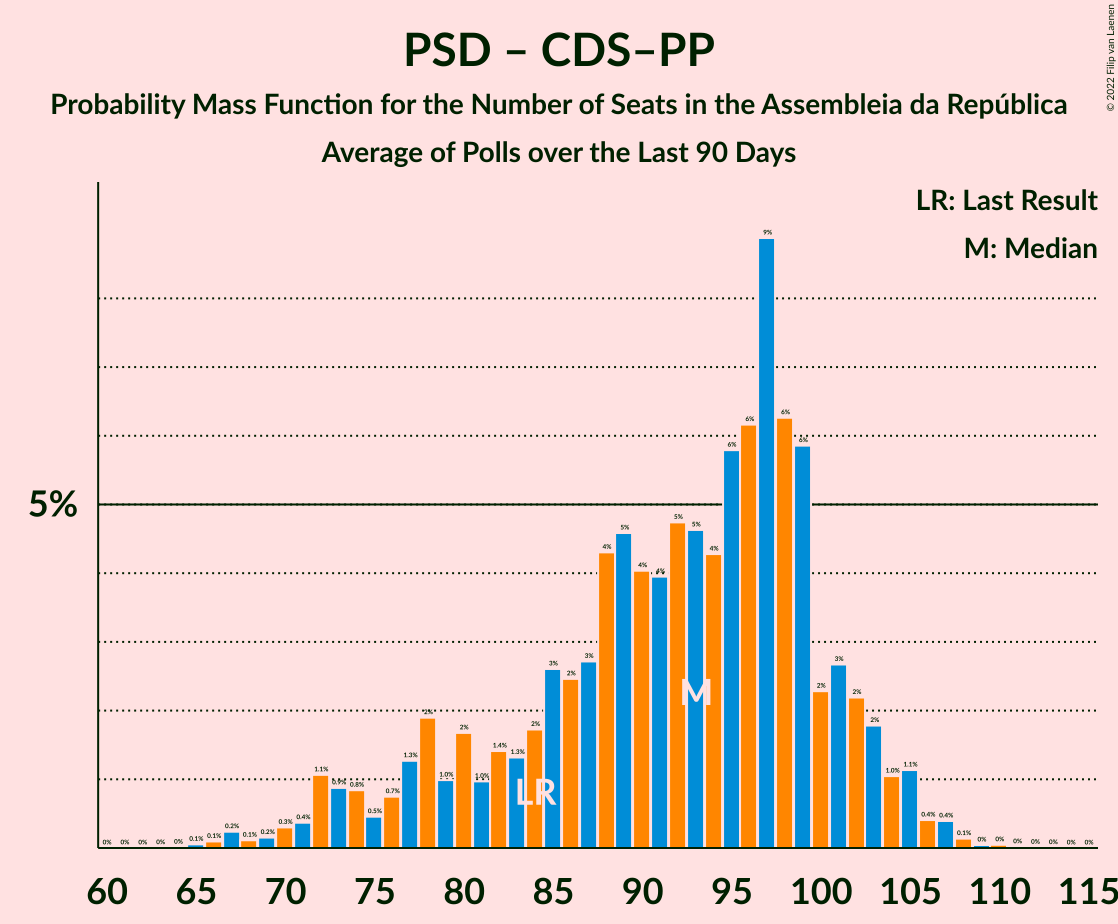 © 2022 Filip van Laenen
PSD – CDS–PP
Probability Mass Function for the Number of Seats in the Assembleia da República
Average of Polls over the Last 90 Days
LR: Last Result
M: Median
5%
0% 0% 0% 0% 0% 0.1% 0.1% 0.2% 0.1% 0.2% 0.3% 0.4% 1.1% 0.9% 0.8% 0.5% 0.7% 1.3% 2% 1.0% 2% 1.0% 1.4% 1.3% 2% 3% 2% 3% 4% 5% 4% 4% 5% 5% 4% 6% 6% 9% 6% 6% 2% 3% 2% 2% 1.0% 1.1% 0.4% 0.4% 0.1% 0% 0% 0% 0% 0% 0% 0%
M
LR
60 65 70 75 80 85 90 95 100 105 110 115